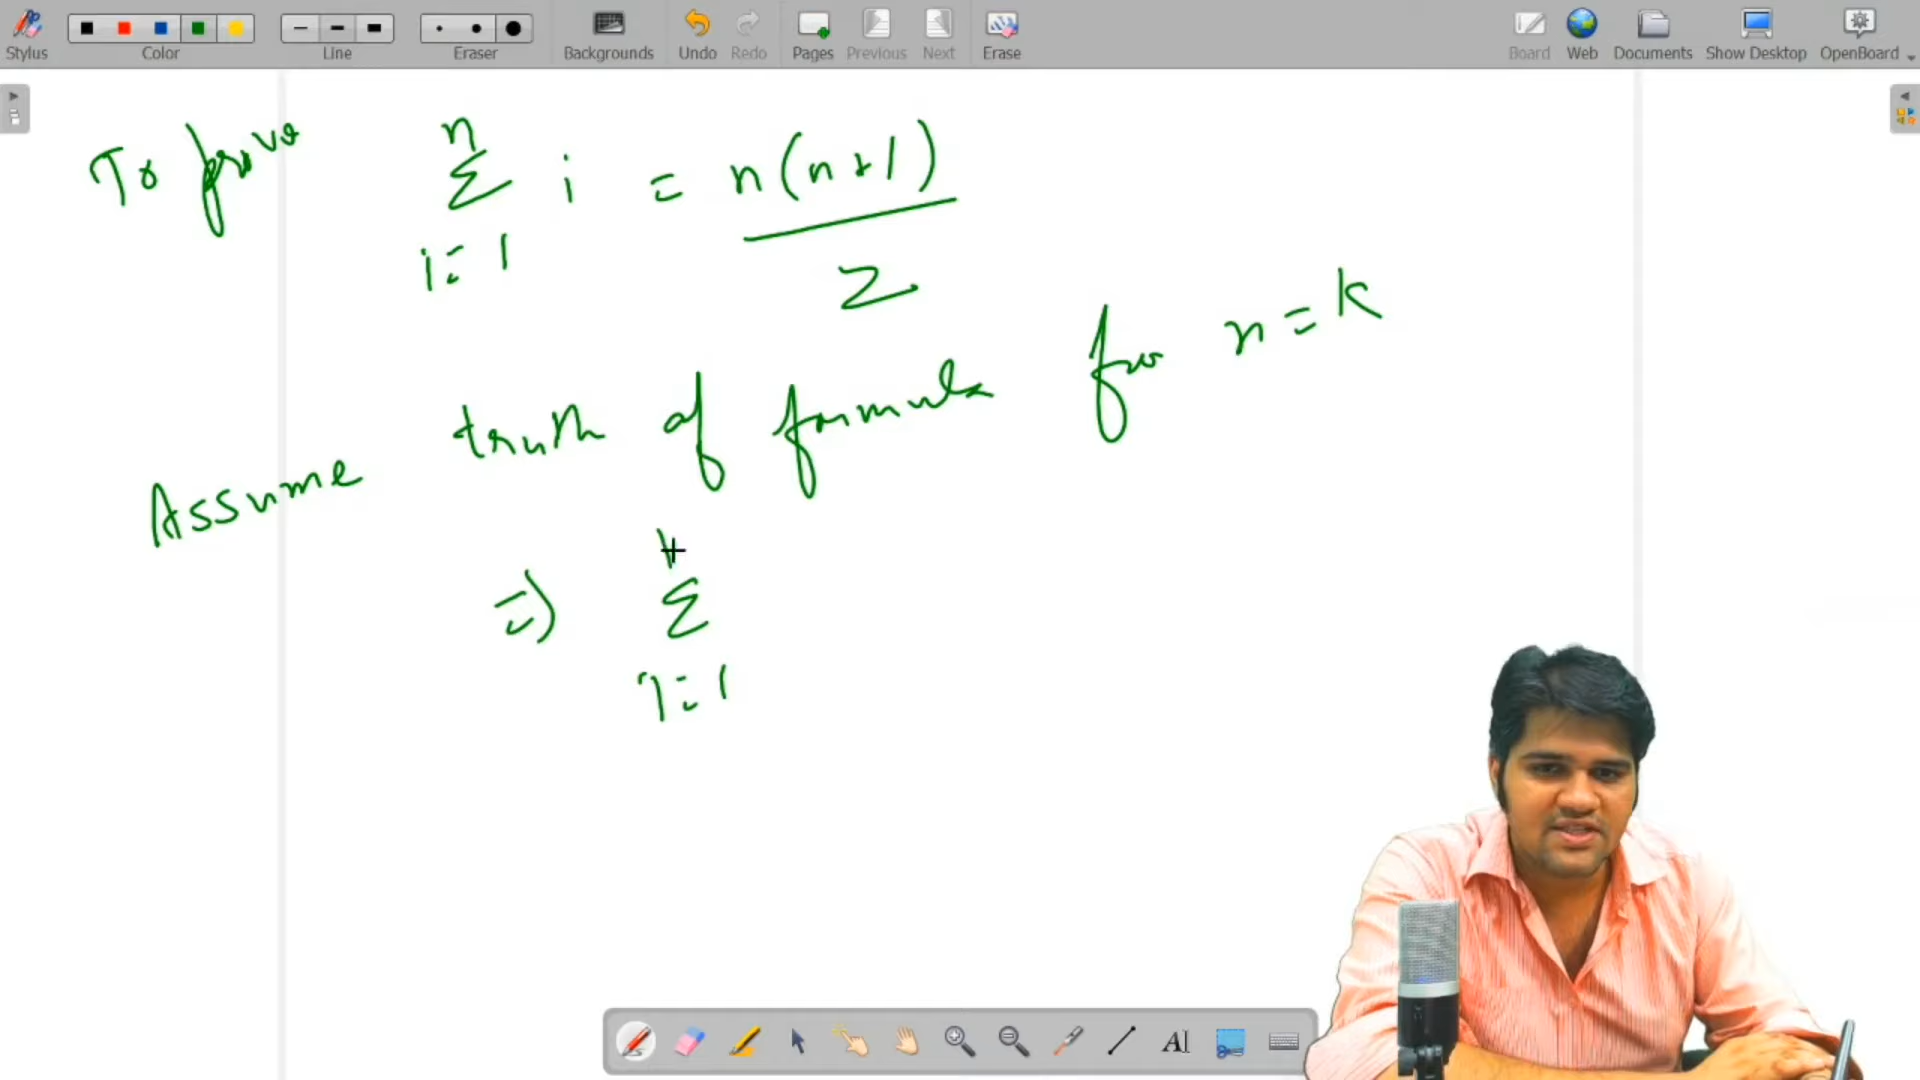 Stylus Color Line Eraser Backgrounds Undo Redo Pages Previous Next Erase Board Web Documents Show Desktop OpenBoard
To prove
n
Σ i = n(n+1)
i=1 2
Assume truth of formula for n=k
⇒ Σ
i=1
AI